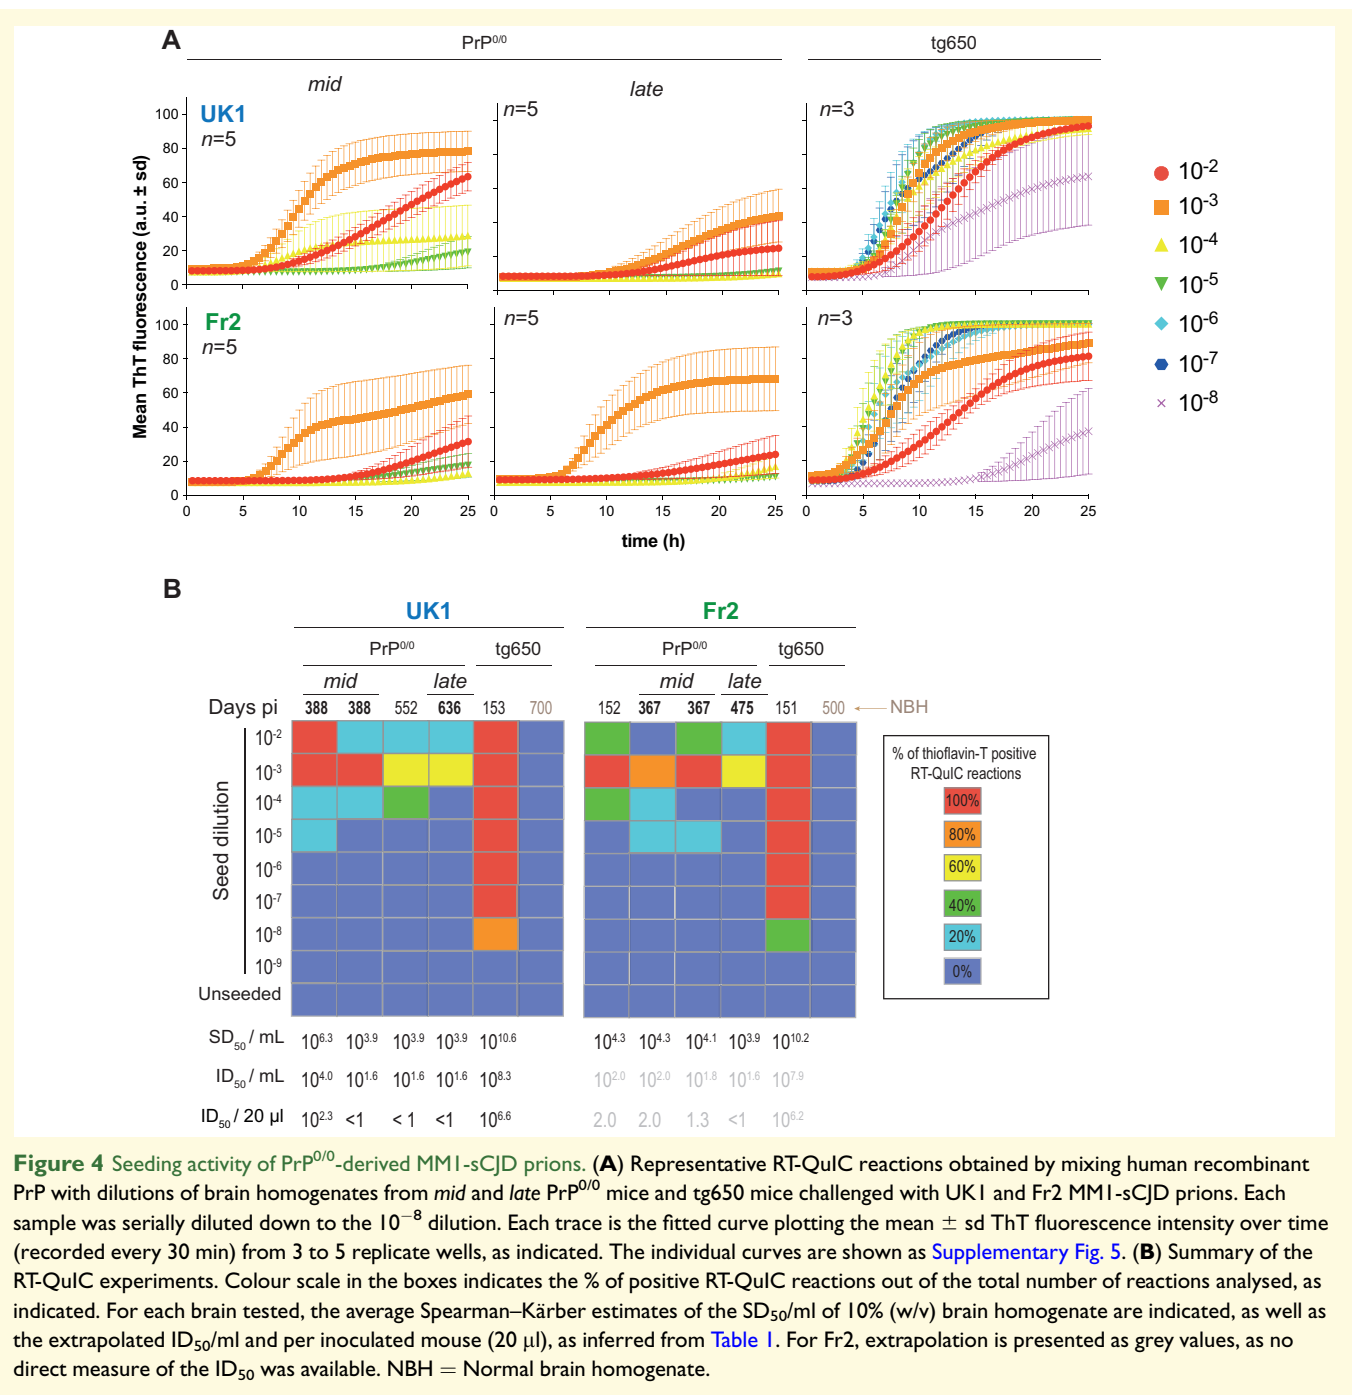 A
PrP0/0
tg650
mid
late
UK1
n=5
n=5
n=3
100
80
60
40
20
0
Mean ThT fluorescence (a.u. ± sd)
Fr2
n=5
n=5
n=3
100
80
60
40
20
0
0 5 10 15 20 25
0 5 10 15 20 25
0 5 10 15 20 25
time (h)
10-2
10-3
10-4
10-5
10-6
10-7
10-8
B
UK1
Fr2
PrP0/0 tg650
PrP0/0 tg650
mid late
mid late
Days pi 388 388 552 636 153 700 152 367 367 475 151 500 NBH
Seed dilution
10-2
10-3
10-4
10-5
10-6
10-7
10-8
10-9
Unseeded
% of thioflavin-T positive
RT-QuIC reactions
100%
80%
60%
40%
20%
0%
SD50 / mL 106.3 103.9 103.9 103.9 1010.6 104.3 104.3 104.1 103.9 1010.2
ID50 / mL 104.0 101.6 101.6 101.6 108.3 102.0 102.0 101.8 101.6 107.9
ID50 / 20 µl 102.3 <1 < 1 <1 106.6 2.0 2.0 1.3 <1 106.2
Figure 4 Seeding activity of PrP0/0-derived MM1-sCJD prions. (A) Representative RT-QuIC reactions obtained by mixing human recombinant
PrP with dilutions of brain homogenates from mid and late PrP0/0 mice and tg650 mice challenged with UK1 and Fr2 MM1-sCJD prions. Each
sample was serially diluted down to the 10−8 dilution. Each trace is the fitted curve plotting the mean ± sd ThT fluorescence intensity over time
(recorded every 30 min) from 3 to 5 replicate wells, as indicated. The individual curves are shown as Supplementary Fig. 5. (B) Summary of the
RT-QuIC experiments. Colour scale in the boxes indicates the % of positive RT-QuIC reactions out of the total number of reactions analysed, as
indicated. For each brain tested, the average Spearman–Kärber estimates of the SD50/ml of 10% (w/v) brain homogenate are indicated, as well as
the extrapolated ID50/ml and per inoculated mouse (20 µl), as inferred from Table 1. For Fr2, extrapolation is presented as grey values, as no
direct measure of the ID50 was available. NBH = Normal brain homogenate.